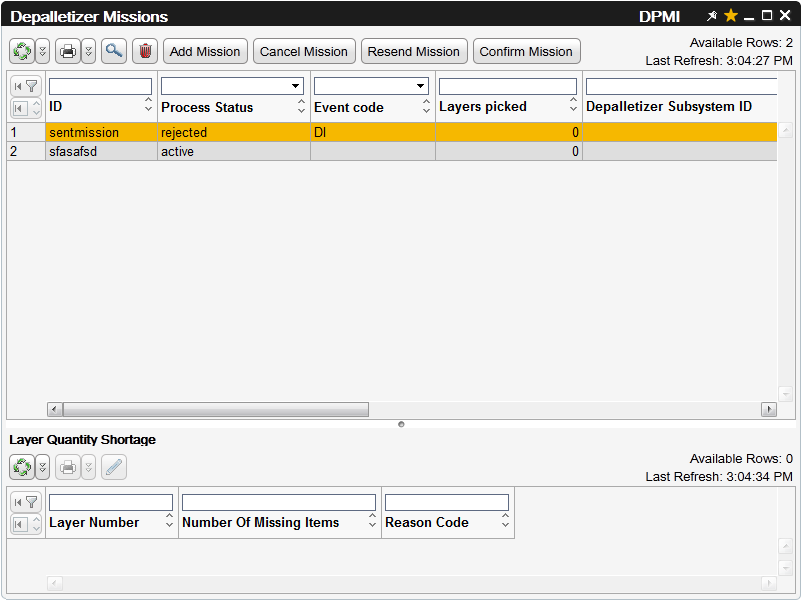 Depalletizer Missions DPMI
Add Mission Cancel Mission Resend Mission Confirm Mission
Available Rows: 2
Last Refresh: 3:04:27 PM
ID Process Status Event code Layers picked Depalletizer Subsystem ID
1 sentmission rejected DI 0
2 sfasafsd active 0
Layer Quantity Shortage
Available Rows: 0
Last Refresh: 3:04:34 PM
Layer Number Number Of Missing Items Reason Code